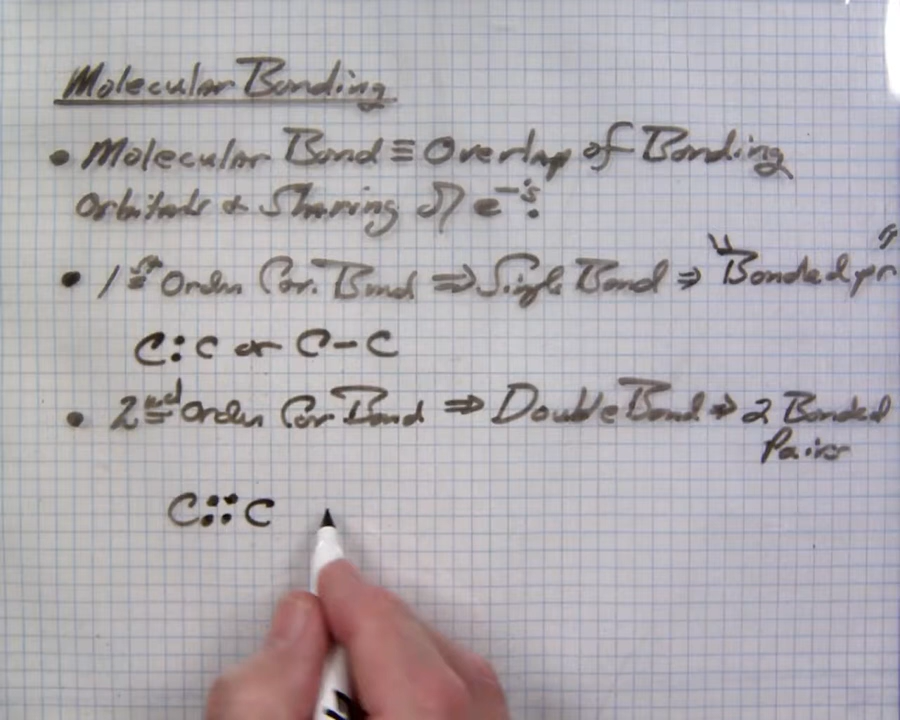 Molecular Bonding
• Molecular Bond ≡ Overlap of Bonding
Orbitals & Sharing of e⁻'s.
• 1st Order Cov. Bond ⇒ Single Bond ⇒ Bonded pr
C:C or C-C
• 2nd Order Cov Bond ⇒ Double Bond ⇒ 2 Bonded
Pairs
C::C